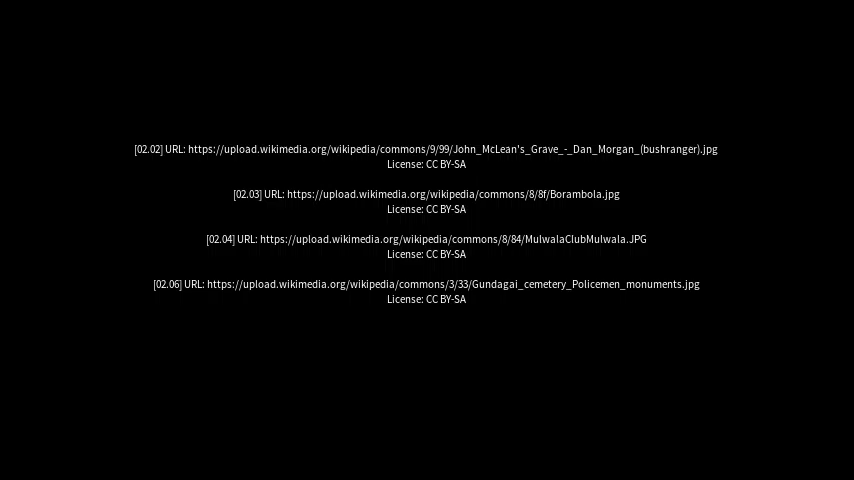 [02.02] URL: https://upload.wikimedia.org/wikipedia/commons/9/99/John_McLean's_Grave_-_Dan_Morgan_(bushranger).jpg
License: CC BY-SA
[02.03] URL: https://upload.wikimedia.org/wikipedia/commons/8/8f/Borambola.jpg
License: CC BY-SA
[02.04] URL: https://upload.wikimedia.org/wikipedia/commons/8/84/MulwalaClubMulwala.JPG
License: CC BY-SA
[02.06] URL: https://upload.wikimedia.org/wikipedia/commons/3/33/Gundagai_cemetery_Policemen_monuments.jpg
License: CC BY-SA